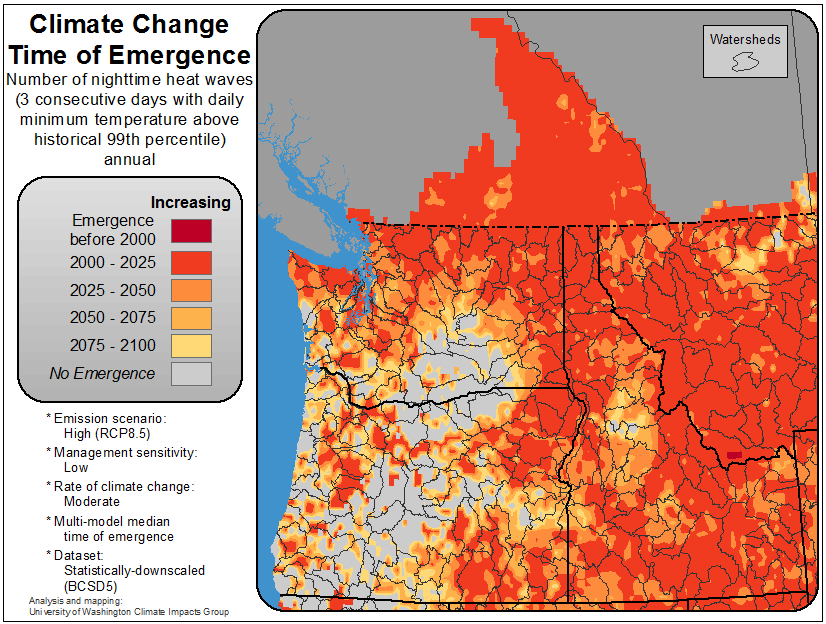 Climate Change
Time of Emergence
Number of nighttime heat waves
(3 consecutive days with daily
minimum temperature above
historical 99th percentile)
annual
Increasing
Emergence
before 2000
2000 - 2025
2025 - 2050
2050 - 2075
2075 - 2100
No Emergence
* Emission scenario:
High (RCP8.5)
* Management sensitivity:
Low
* Rate of climate change:
Moderate
* Multi-model median
time of emergence
* Dataset:
Statistically-downscaled
(BCSD5)
Analysis and mapping:
University of Washington Climate Impacts Group
Watersheds